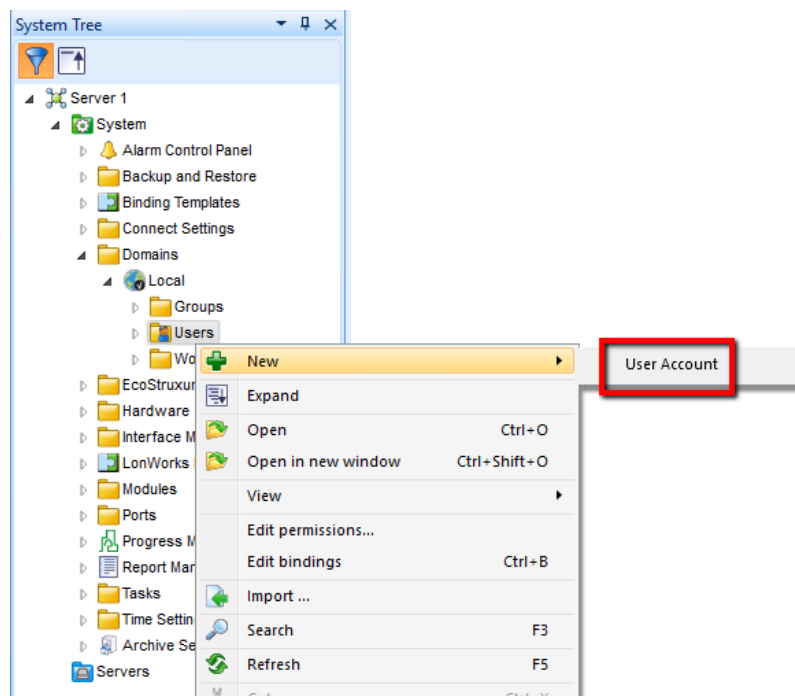 System Tree
Server 1
System
Alarm Control Panel
Backup and Restore
Binding Templates
Connect Settings
Domains
Local
Groups
Users
Wo
New
User Account
EcoStruxur
Expand
Hardware
Interface M
Open Ctrl+O
LonWorks
Open in new window Ctrl+Shift+O
Modules
View
Ports
Edit permissions...
Progress M
Edit bindings Ctrl+B
Report Mar
Tasks
Import ...
Time Settin
Search F3
Archive Se
Refresh F5
Servers